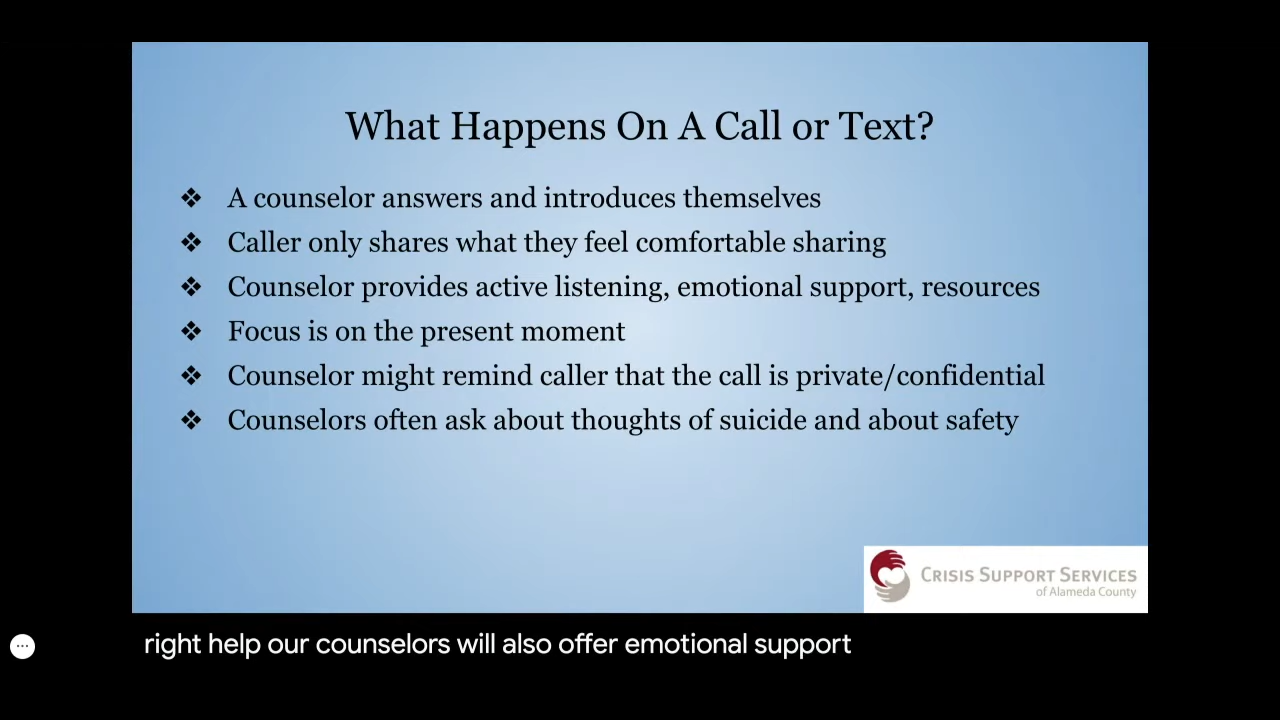 What Happens On A Call or Text?
❖ A counselor answers and introduces themselves
❖ Caller only shares what they feel comfortable sharing
❖ Counselor provides active listening, emotional support, resources
❖ Focus is on the present moment
❖ Counselor might remind caller that the call is private/confidential
❖ Counselors often ask about thoughts of suicide and about safety
CRISIS SUPPORT SERVICES
of Alameda County
right help our counselors will also offer emotional support